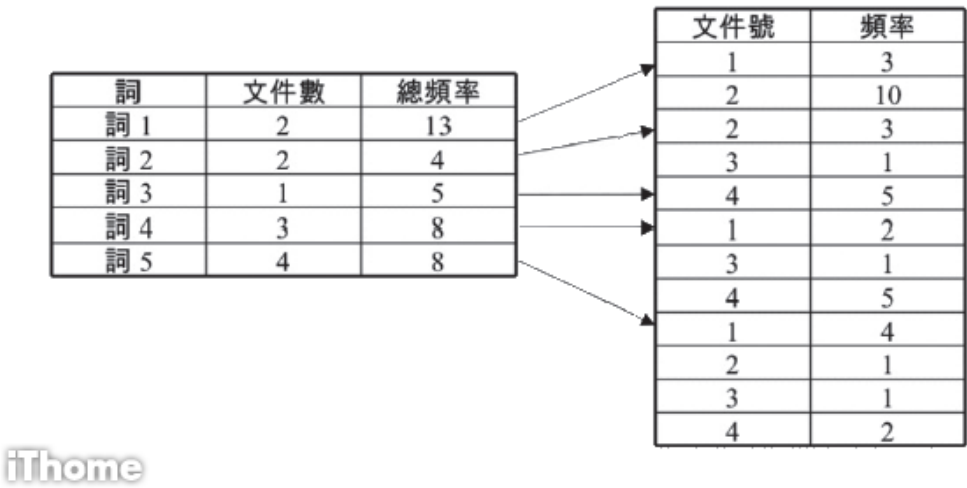 詞 文件數 總頻率
詞 1 2 13
詞 2 2 4
詞 3 1 5
詞 4 3 8
詞 5 4 8
文件號 頻率
1 3
2 10
2 3
3 1
4 5
1 2
3 1
4 5
1 4
2 1
3 1
4 2
iThome